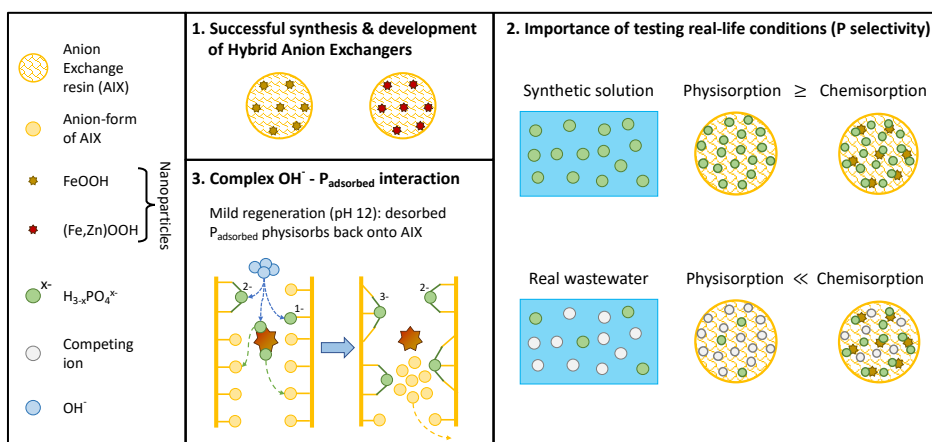 Anion
Exchange
resin (AIX)
Anion-form
of AIX
FeOOH
(Fe,Zn)OOH
Nanoparticles
x-
H₃₋ₓPO₄ˣ⁻
Competing
ion
OH⁻
1. Successful synthesis & development
of Hybrid Anion Exchangers
3. Complex OH⁻ - P_adsorbed interaction
Mild regeneration (pH 12): desorbed
P_adsorbed physisorbs back onto AIX
2-
1-
3-
2-
2. Importance of testing real-life conditions (P selectivity)
Synthetic solution
Physisorption ≥ Chemisorption
Real wastewater
Physisorption ≪ Chemisorption